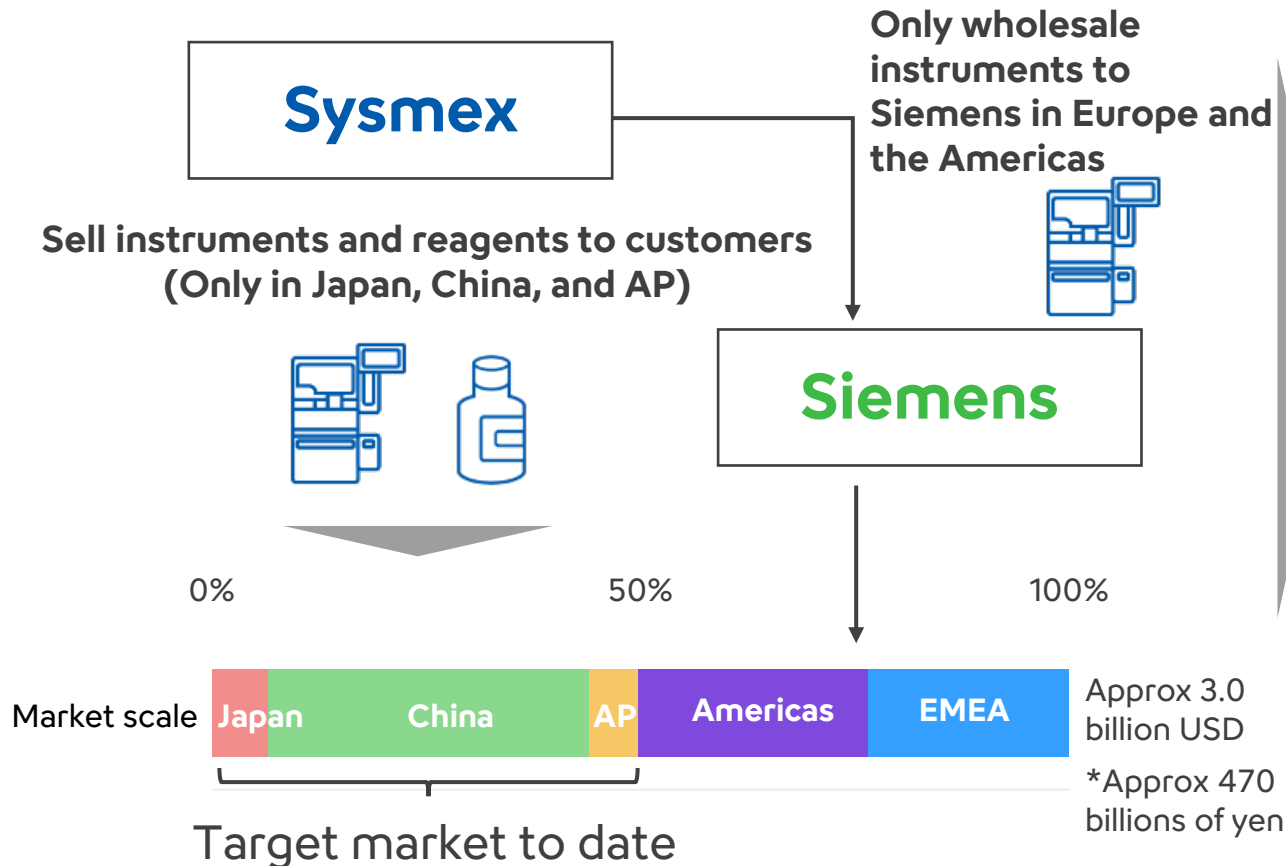 Only wholesale
instruments to
Siemens in Europe and
the Americas
Sysmex
Sell instruments and reagents to customers
(Only in Japan, China, and AP)
Siemens
0%
50%
100%
Market scale
Japan
China
AP
Americas
EMEA
Approx 3.0
billion USD
*Approx 470
billions of yen
Target market to date